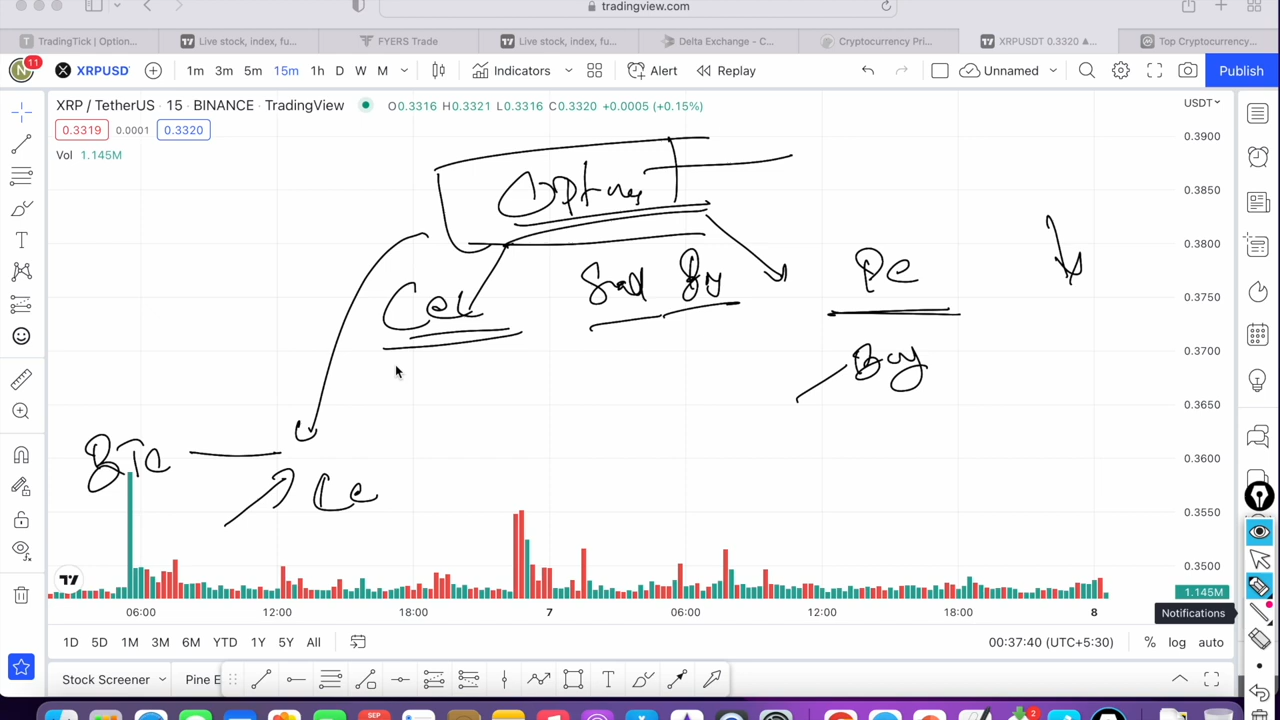 tradingview.com
TradingTick | Option...
Live stock, index, fu...
FYERS Trade
Live stock, index, fu...
Delta Exchange - C...
Cryptocurrency Pri...
XRPUSDT 0.3320 ▲...
Top Cryptocurrency...
N 11 XRPUSD 1m 3m 5m 15m 1h D W M Indicators Alert Replay Unnamed Publish
XRP / TetherUS · 15 · BINANCE · TradingView O0.3316 H0.3321 L0.3316 C0.3320 +0.0005 (+0.15%) USDT
0.3319 0.0001 0.3320
Vol 1.145M
0.3900
0.3850
0.3800
0.3750
0.3700
0.3650
0.3600
0.3550
0.3500
1.145M
PE
Buy
BTC
CE
06:00 12:00 18:00 7 06:00 12:00 18:00 8
Notifications
1D 5D 1M 3M 6M YTD 1Y 5Y All 00:37:40 (UTC+5:30) % log auto
Stock Screener Pine E
SEP 2